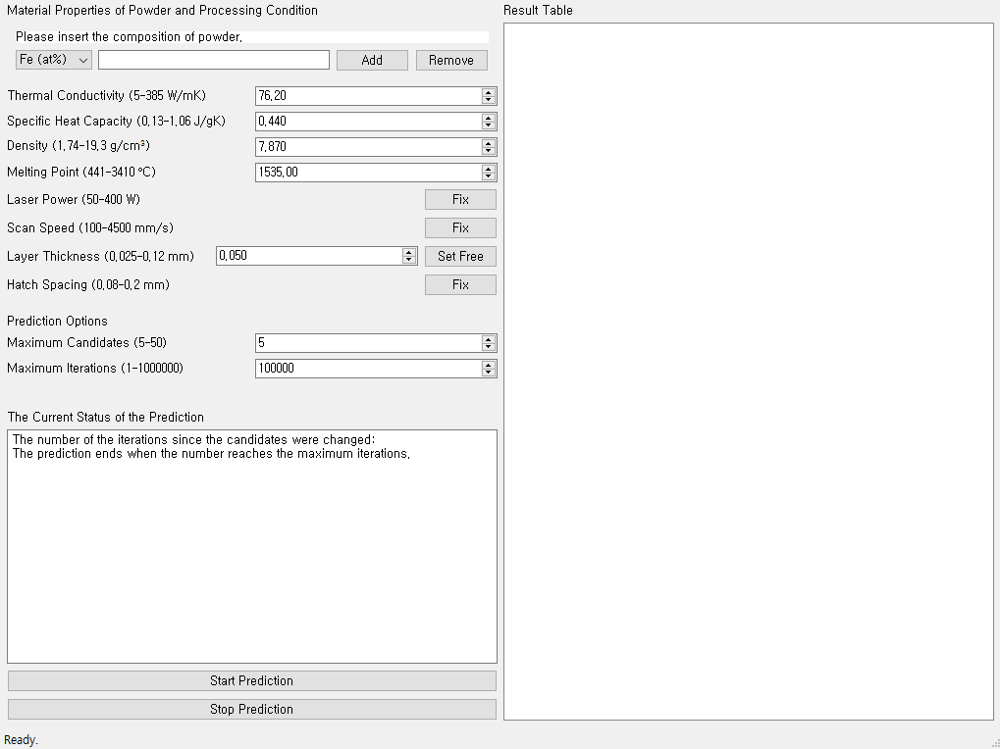 Material Properties of Powder and Processing Condition
Please insert the composition of powder.
Fe (at%)
Add
Remove
Thermal Conductivity (5-385 W/mK)
76.20
Specific Heat Capacity (0.13-1.06 J/gK)
0.440
Density (1.74-19.3 g/cm³)
7.870
Melting Point (441-3410 ℃)
1535.00
Laser Power (50-400 W)
Fix
Scan Speed (100-4500 mm/s)
Fix
Layer Thickness (0.025-0.12 mm)
0.050
Set Free
Hatch Spacing (0.08-0.2 mm)
Fix
Prediction Options
Maximum Candidates (5-50)
5
Maximum Iterations (1-1000000)
100000
The Current Status of the Prediction
The number of the iterations since the candidates were changed:
The prediction ends when the number reaches the maximum iterations.
Start Prediction
Stop Prediction
Ready.
Result Table